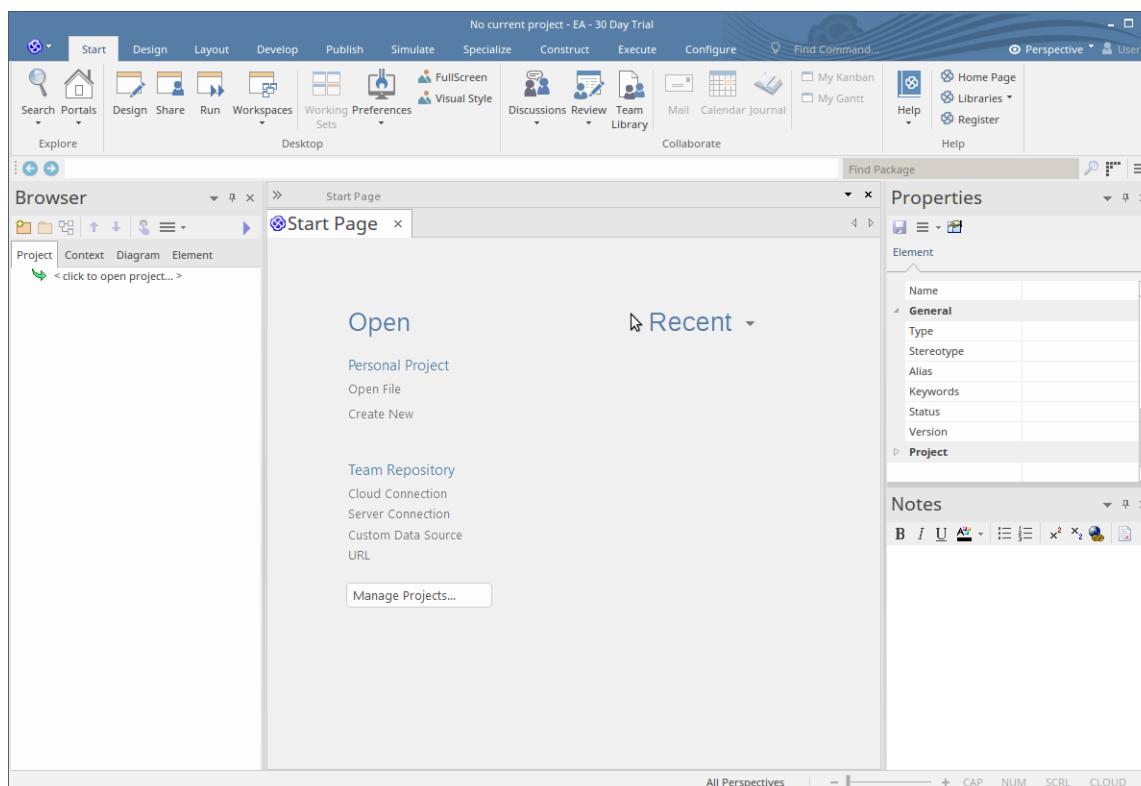 No current project - EA - 30 Day Trial
Start Design Layout Develop Publish Simulate Specialize Construct Execute Configure Find Command... Perspective User
Search Portals Design Share Run Workspaces Working Sets Preferences FullScreen Visual Style Discussions Review Team Library Mail Calendar Journal My Kanban My Gantt Help Home Page Libraries Register
Explore Desktop Collaborate Help
Find Package
Browser
Project Context Diagram Element
< click to open project... >
Start Page
Start Page
Open
Personal Project
Open File
Create New
Team Repository
Cloud Connection
Server Connection
Custom Data Source
URL
Manage Projects...
Recent
Properties
Element
Name
General
Type
Stereotype
Alias
Keywords
Status
Version
Project
Notes
B I U A x² x₂
All Perspectives CAP NUM SCRL CLOUD